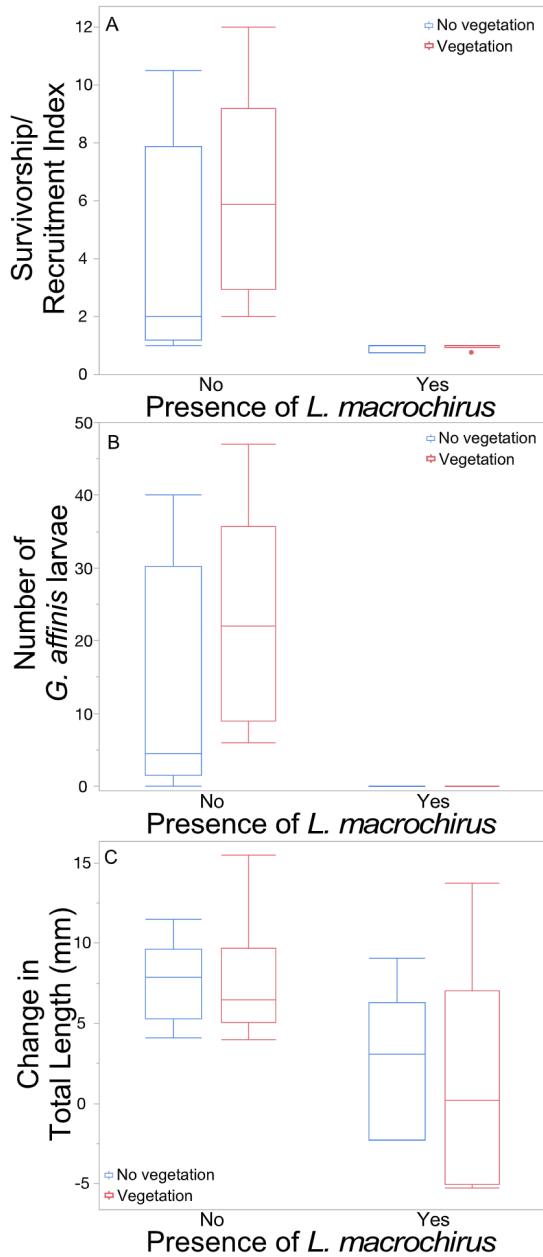 A
No vegetation
Vegetation
Survivorship/
Recruitment Index
12
10
8
6
4
2
0
No Yes
Presence of L. macrochirus
B
No vegetation
Vegetation
Number of
G. affinis larvae
50
40
30
20
10
0
No Yes
Presence of L. macrochirus
C
Change in
Total Length (mm)
15
10
5
0
-5
No vegetation
Vegetation
No Yes
Presence of L. macrochirus